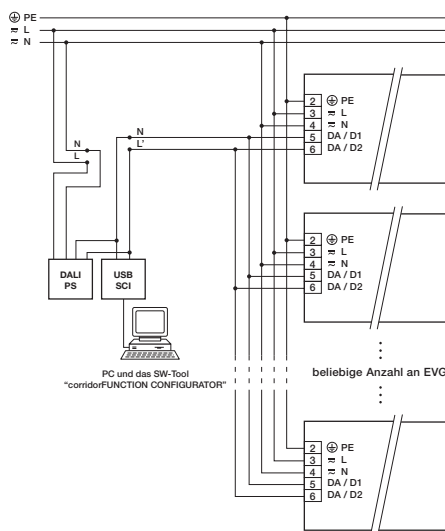 PE
≂ L
≂ N
2 PE
3 ≂ L
4 ≂ N
5 DA / D1
6 DA / D2
N
L'
N
L
2 PE
3 ≂ L
4 ≂ N
5 DA / D1
6 DA / D2
DALI
PS
USB
SCI
PC und das SW-Tool
"corridorFUNCTION CONFIGURATOR"
beliebige Anzahl an EVG
2 PE
3 ≂ L
4 ≂ N
5 DA / D1
6 DA / D2